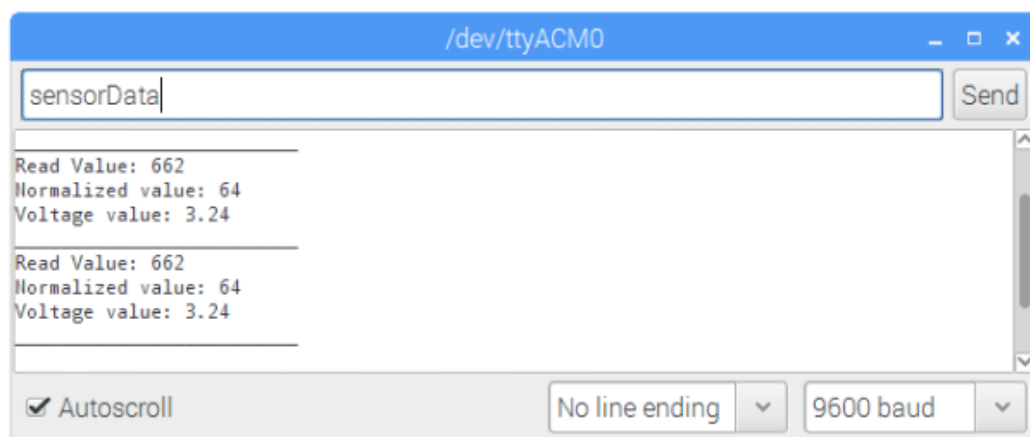 /dev/ttyACM0
sensorData
Send
Read Value: 662
Normalized value: 64
Voltage value: 3.24
Read Value: 662
Normalized value: 64
Voltage value: 3.24
Autoscroll
No line ending
9600 baud